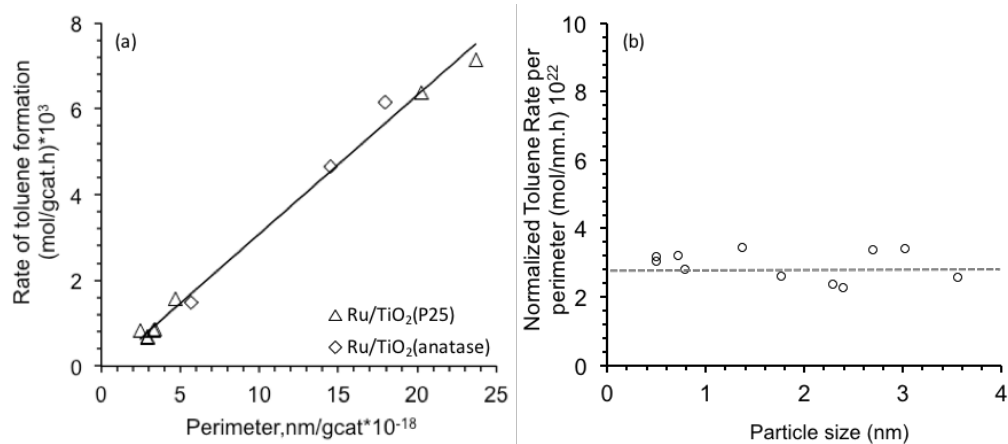 (a)
Rate of toluene formation
(mol/gcat.h)*10³
8
6
4
2
0
△ Ru/TiO₂(P25)
◇ Ru/TiO₂(anatase)
0 5 10 15 20 25
Perimeter,nm/gcat*10⁻¹⁸
(b)
Normalized Toluene Rate per
perimeter (mol/nm.h) 10²²
10
8
6
4
2
0
0 1 2 3 4
Particle size (nm)